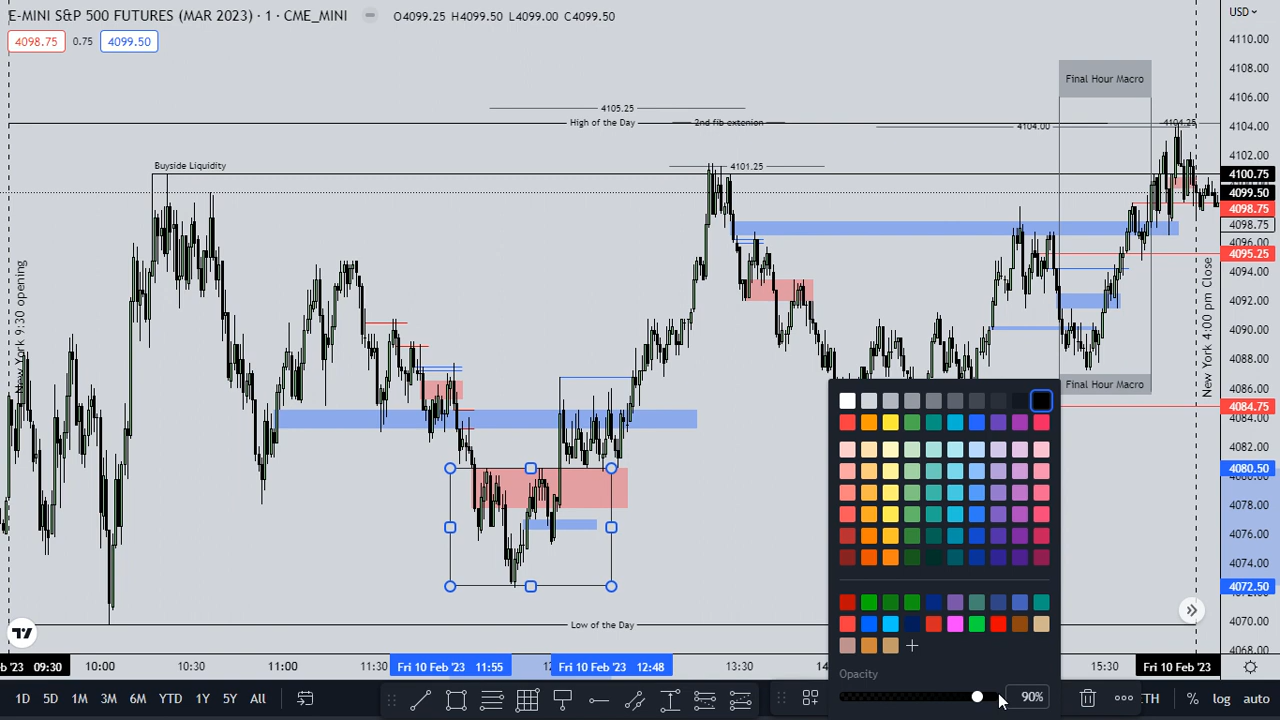 E-MINI S&P 500 FUTURES (MAR 2023) · 1 · CME_MINI O4099.25 H4099.50 L4099.00 C4099.50
USD
4098.75 0.75 4099.50
4110.00
4108.00
4106.00
4104.00
4102.00
4100.75
4099.50
4098.75
4098.75
4096.00
4095.25
4094.00
4092.00
4090.00
4088.00
4086.00
4084.75
4084.00
4082.00
4080.50
4078.00
4076.00
4074.00
4072.50
4070.00
4068.00
Final Hour Macro
4105.25
High of the Day
2nd fib extenion
4104.00
4104.25
Buyside Liquidity
4101.25
New York 9:30 opening
New York 4:00 pm Close
Final Hour Macro
Low of the Day
Opacity
90%
'23 09:30 10:00 10:30 11:00 11:30 Fri 10 Feb '23 11:55 Fri 10 Feb '23 12:48 13:30 15:30 Fri 10 Feb '23
1D 5D 1M 3M 6M YTD 1Y 5Y All TH % log auto